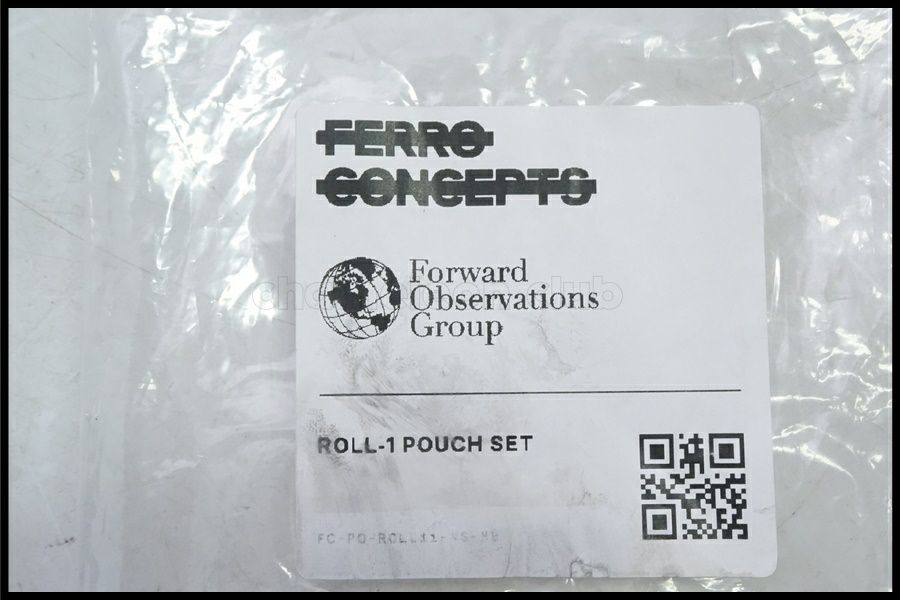 FERRO
CONCEPTS
Forward
Observations
Group
ROLL-1 POUCH SET